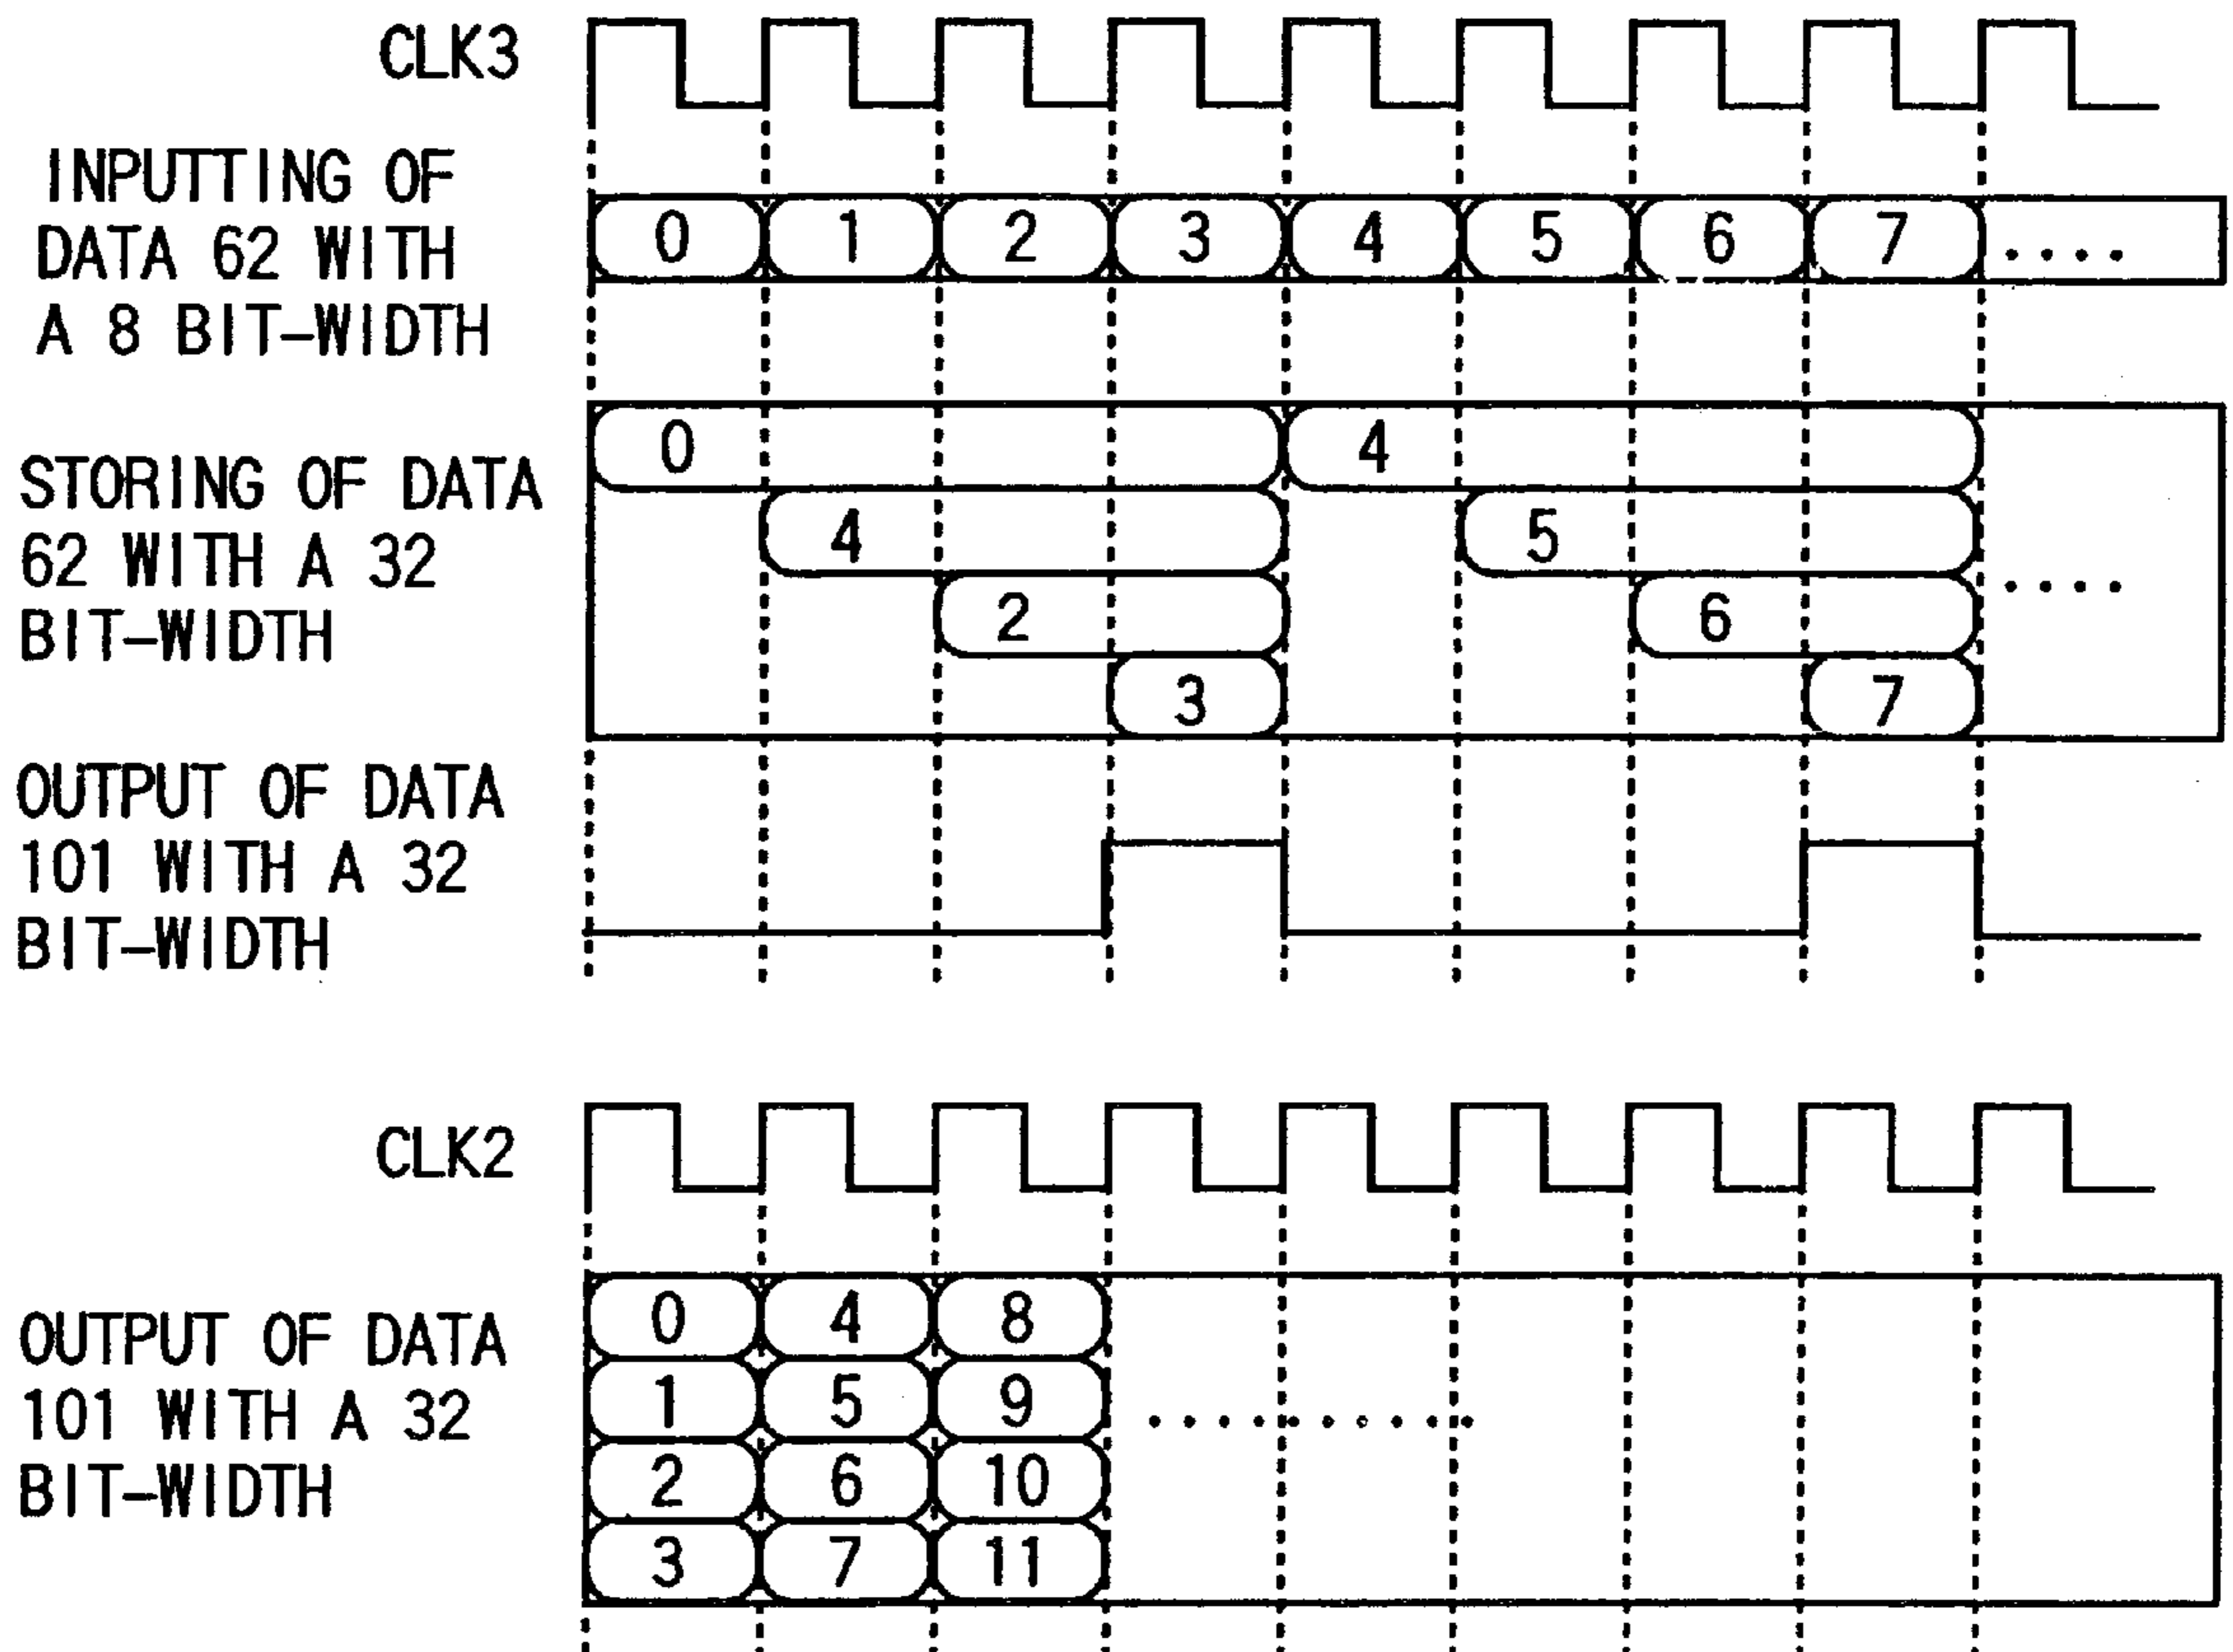 CLK3
INPUTTING OF
DATA 62 WITH
A 8 BIT-WIDTH
0 1 2 3 4 5 6 7 ....
STORING OF DATA
62 WITH A 32
BIT-WIDTH
0 4
4 5
2 6 ....
3 7
OUTPUT OF DATA
101 WITH A 32
BIT-WIDTH
CLK2
OUTPUT OF DATA
101 WITH A 32
BIT-WIDTH
0 4 8
1 5 9 ..........
2 6 10
3 7 11